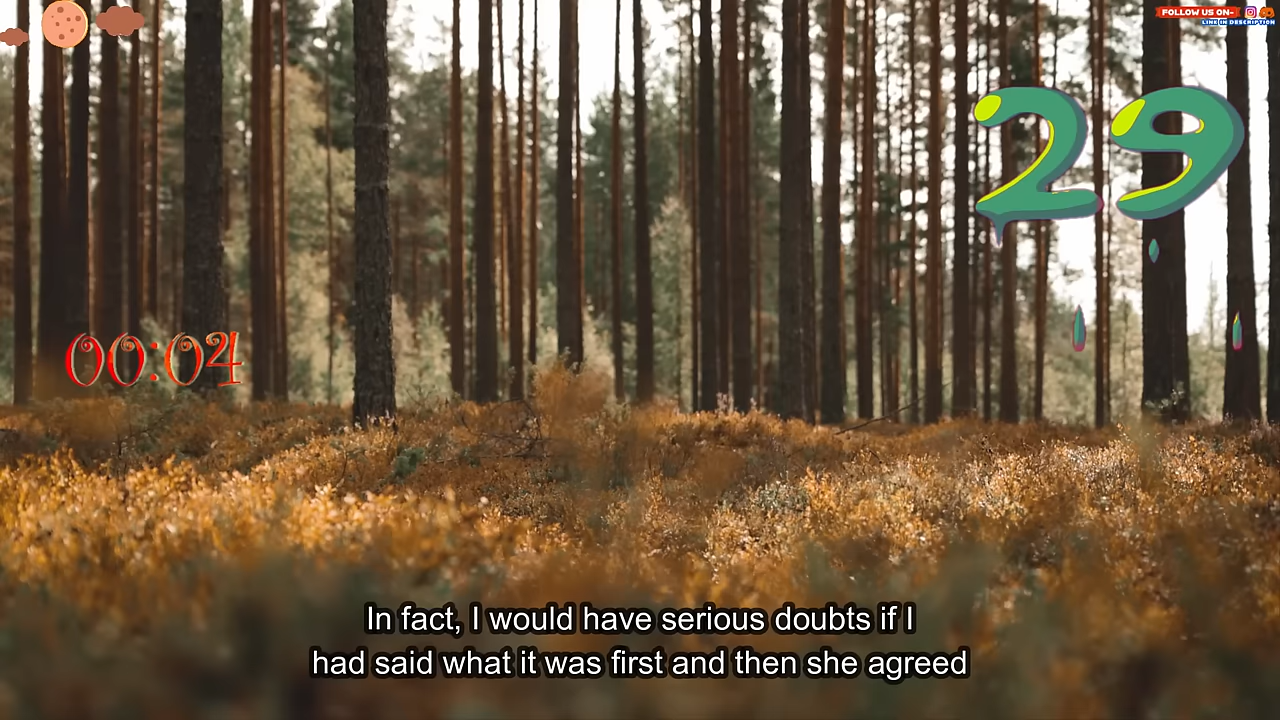 FOLLOW US ON-
LINK IN DESCRIPTION
29
00:04
In fact, I would have serious doubts if I
had said what it was first and then she agreed